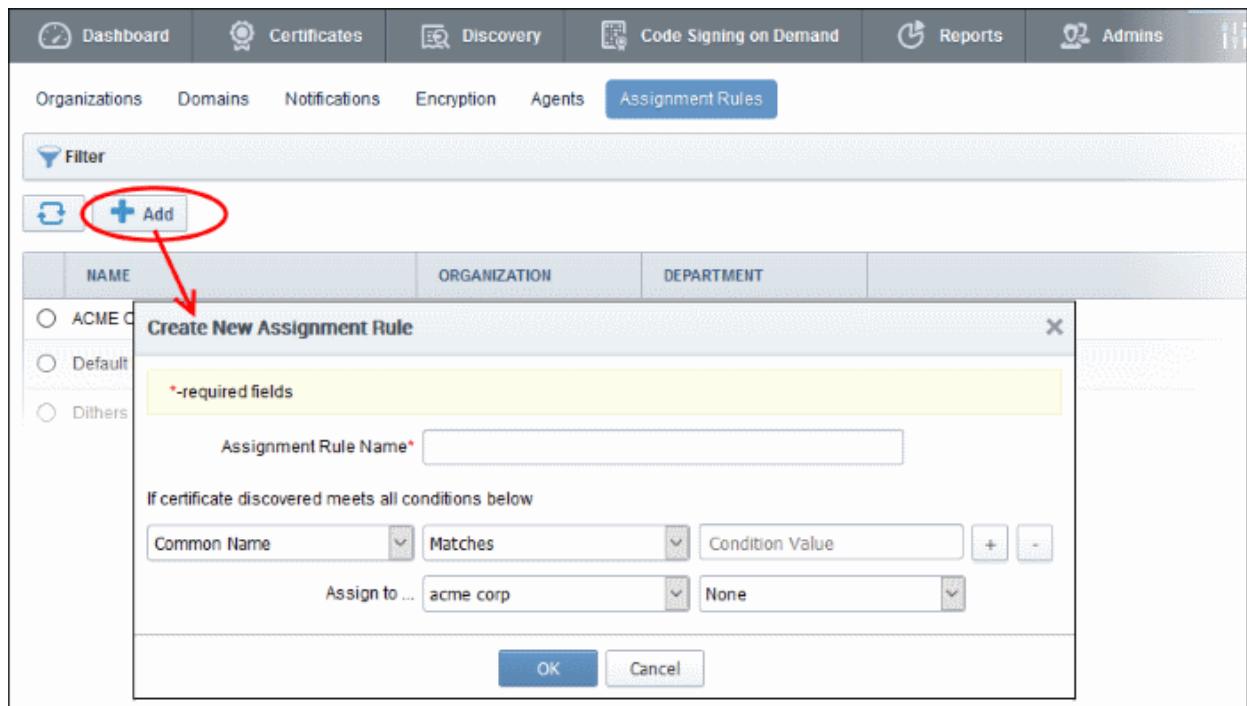 Dashboard Certificates Discovery Code Signing on Demand Reports Admins
Organizations Domains Notifications Encryption Agents Assignment Rules
Filter
Add
NAME ORGANIZATION DEPARTMENT
ACME C
Default
Dithers
Create New Assignment Rule
*-required fields
Assignment Rule Name*
If certificate discovered meets all conditions below
Common Name Matches Condition Value + -
Assign to ... acme corp None
OK Cancel